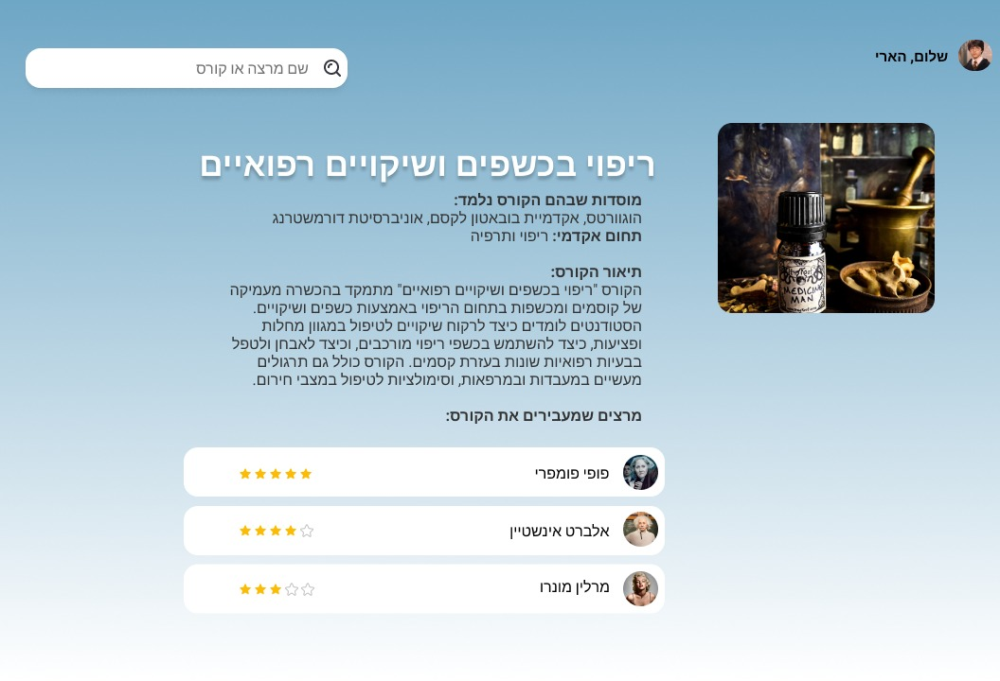 שלום, הארי
שם מרצה או קורס
ריפוי בכשפים ושיקויים רפואיים
מוסדות שבהם הקורס נלמד:
הוגוורטס, אקדמיית בובאטון לקסם, אוניברסיטת דורמשטרנג
תחום אקדמי: ריפוי ותרפיה
תיאור הקורס:
הקורס "ריפוי בכשפים ושיקויים רפואיים" מתמקד בהכשרה מעמיקה
של קוסמים ומכשפות בתחום הריפוי באמצעות כשפים ושיקויים.
הסטודנטים לומדים כיצד לרקוח שיקויים לטיפול במגוון מחלות
ופציעות, כיצד להשתמש בכשפי ריפוי מורכבים, וכיצד לאבחן ולטפל
בבעיות רפואיות שונות בעזרת קסמים. הקורס כולל גם תרגולים
מעשיים במעבדות ובמרפאות, וסימולציות לטיפול במצבי חירום.
מרצים שמעבירים את הקורס:
פופי פומפרי
אלברט אינשטיין
מרלין מונרו
MEDICINE
MAN